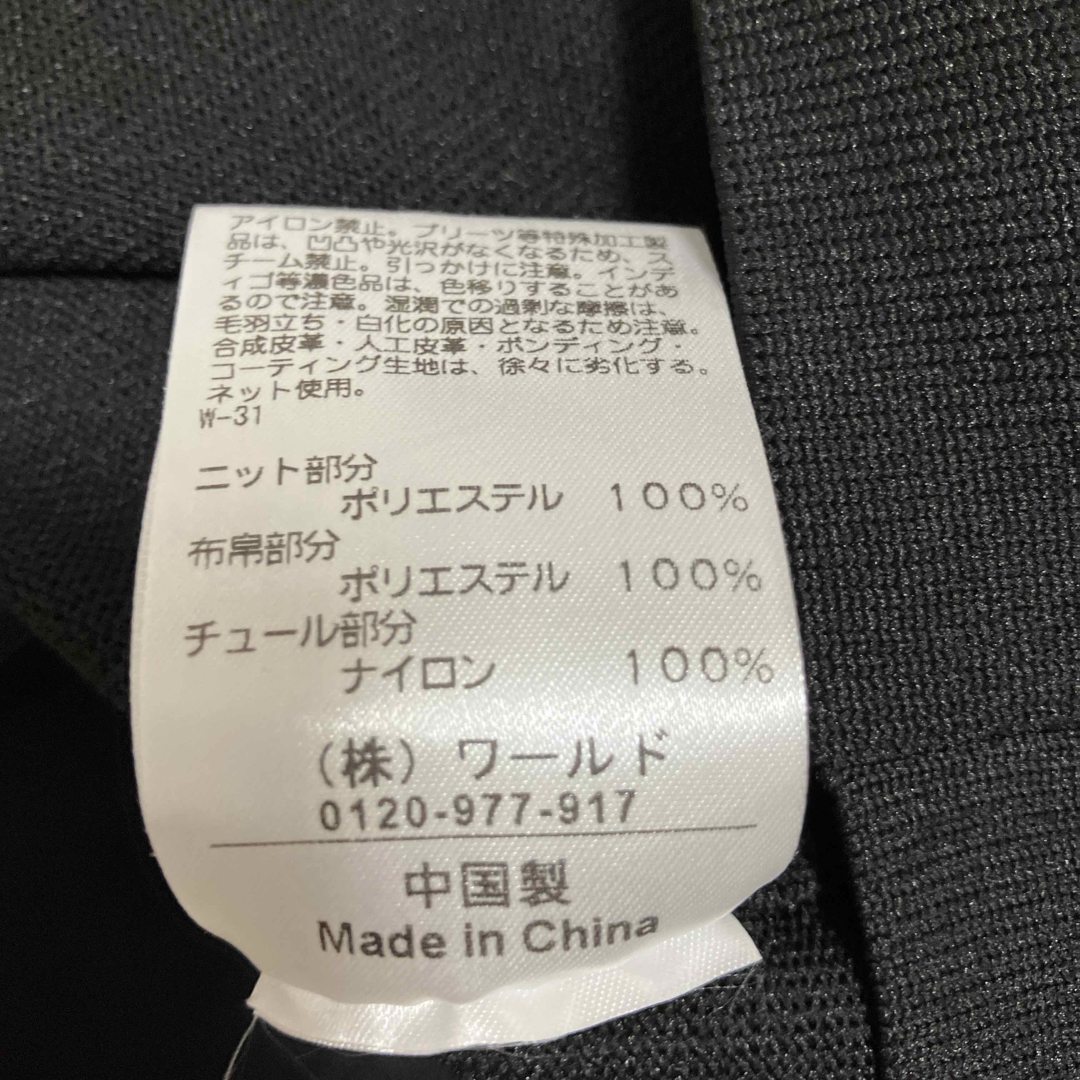 アイロン禁止。プリーツ等特殊加工製
品は、凹凸や光沢がなくなるため、ス
チーム禁止。引っかけに注意。インデ
ィゴ等濃色品は、色移りすることがあ
るので注意。湿潤での過剰な摩擦は、
毛羽立ち・白化の原因となるため注意。
合成皮革・人工皮革・ボンディング・
コーティング生地は、徐々に劣化する。
ネット使用。
W-31
ニット部分
ポリエステル 100%
布帛部分
ポリエステル 100%
チュール部分
ナイロン 100%
(株)ワールド
0120-977-917
中国製
Made in China